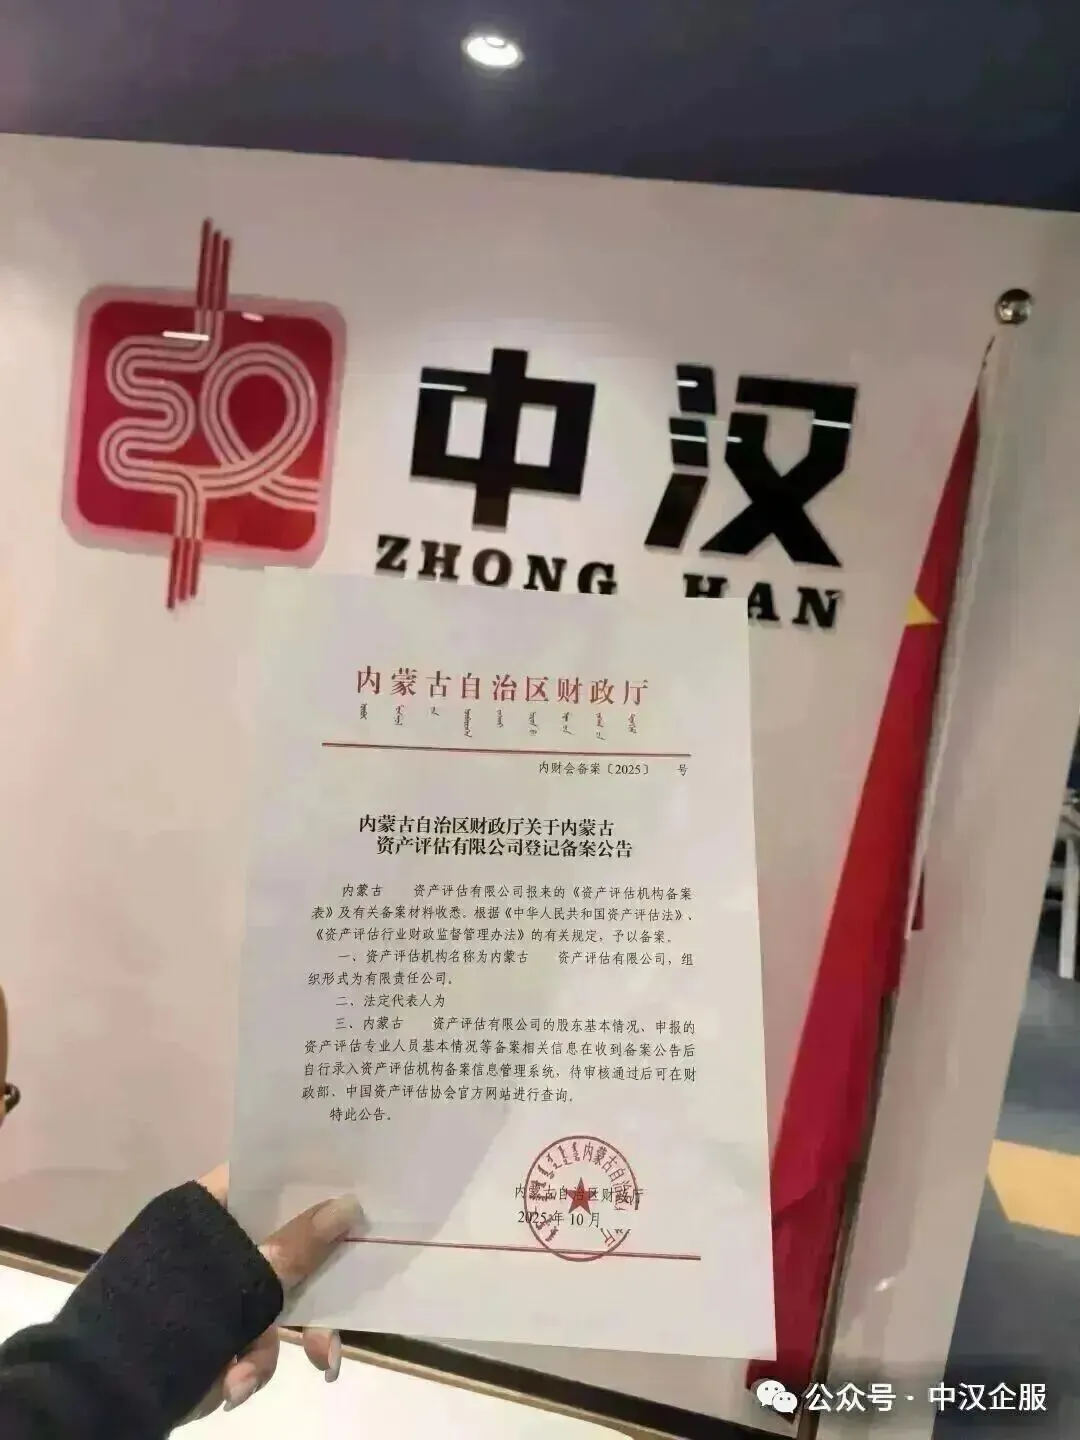 中汉
ZHONG HAN
内蒙古自治区财政厅
内财会备案〔2025〕 号
内蒙古自治区财政厅关于内蒙古
资产评估有限公司登记备案公告
内蒙古 资产评估有限公司报来的《资产评估机构备案
表》及有关备案材料收悉。根据《中华人民共和国资产评估法》、
《资产评估行业财政监督管理办法》的有关规定，予以备案。
一、资产评估机构名称为内蒙古 资产评估有限公司，组
织形式为有限责任公司。
二、法定代表人为
三、内蒙古 资产评估有限公司的股东基本情况、申报的
资产评估专业人员基本情况等备案相关信息在收到备案公告后
自行录入资产评估机构备案信息管理系统，待审核通过后可在财
政部、中国资产评估协会官方网站进行查询。
特此公告。
内蒙古自治区财政厅
2025年10月
公众号·中汉企服